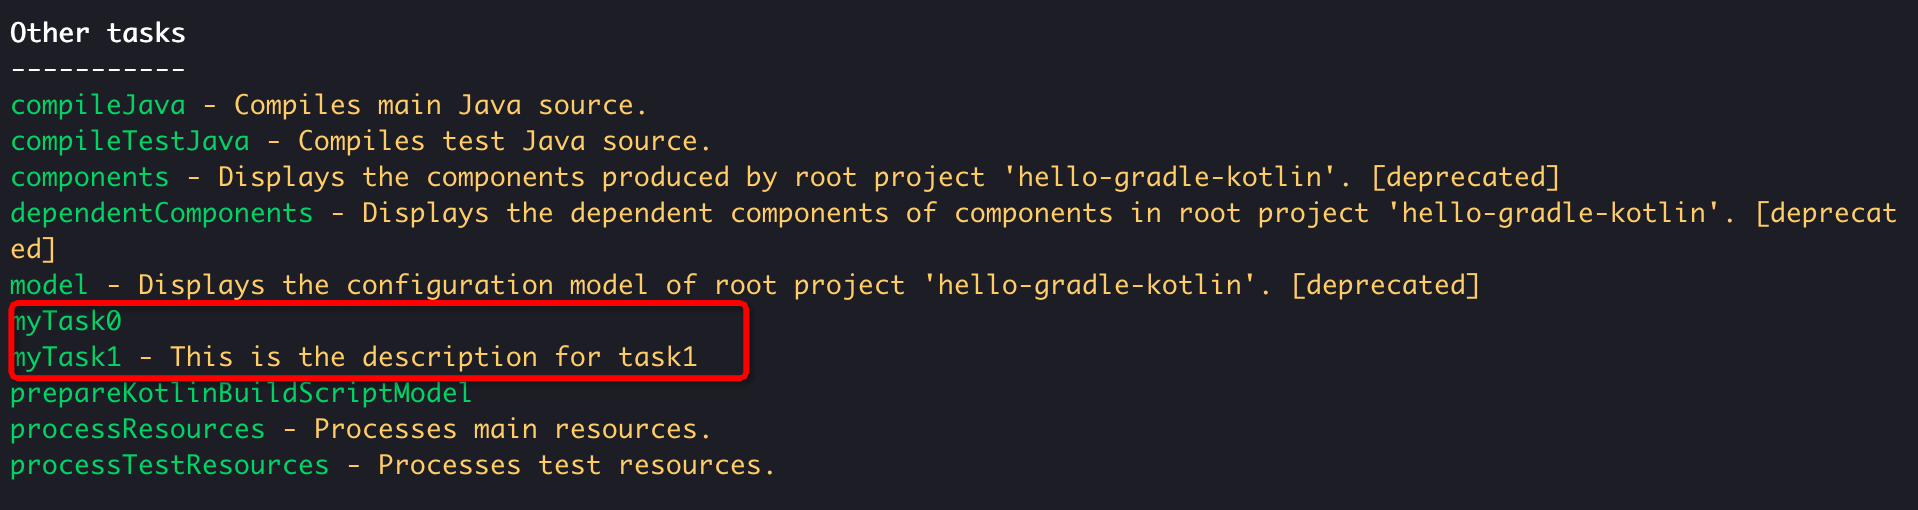 Other tasks
-----------
compileJava - Compiles main Java source.
compileTestJava - Compiles test Java source.
components - Displays the components produced by root project 'hello-gradle-kotlin'. [deprecated]
dependentComponents - Displays the dependent components of components in root project 'hello-gradle-kotlin'. [deprecat
ed]
model - Displays the configuration model of root project 'hello-gradle-kotlin'. [deprecated]
myTask0
myTask1 - This is the description for task1
prepareKotlinBuildScriptModel
processResources - Processes main resources.
processTestResources - Processes test resources.